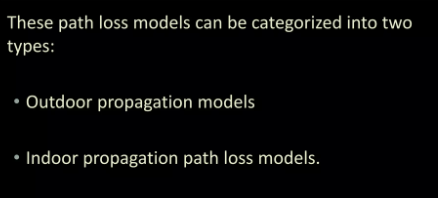 These path loss models can be categorized into two
types:
• Outdoor propagation models
• Indoor propagation path loss models.